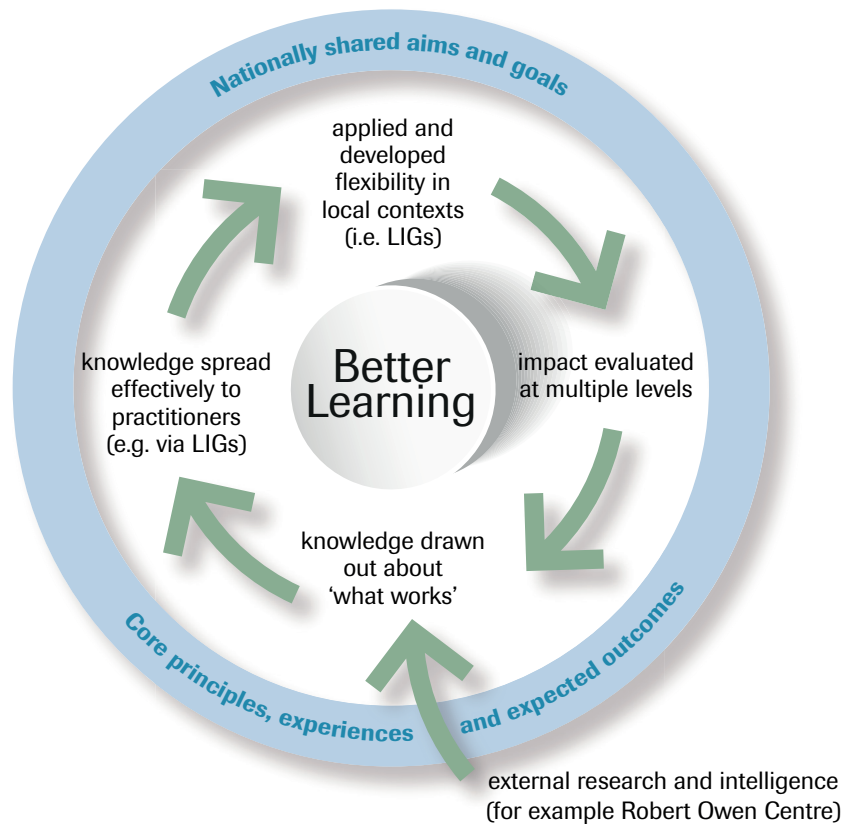 Nationally shared aims and goals
applied and
developed
flexibility in
local contexts
(i.e. LIGs)
impact evaluated
at multiple levels
Better
Learning
knowledge spread
effectively to
practitioners
(e.g. via LIGs)
knowledge drawn
out about
‘what works’
Core principles, experiences and expected outcomes
external research and intelligence
(for example Robert Owen Centre)